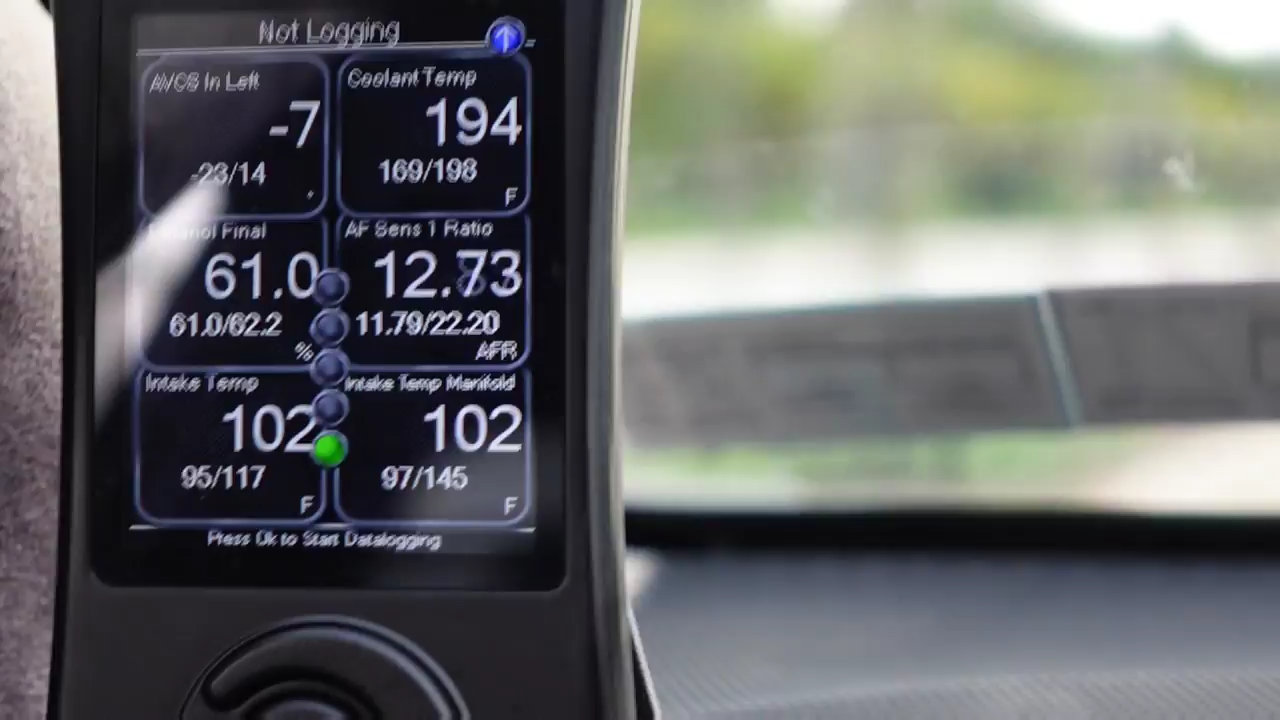 Not Logging
AVCS In Left
-7
-23/14
Coolant Temp
194
169/198
F
Final
61.0
61.0/62.2
%
AF Sens 1 Ratio
12.73
11.79/22.20
AFR
Intake Temp
102
95/117
F
Intake Temp Manifold
102
97/145
F
Press Ok to Start Datalogging